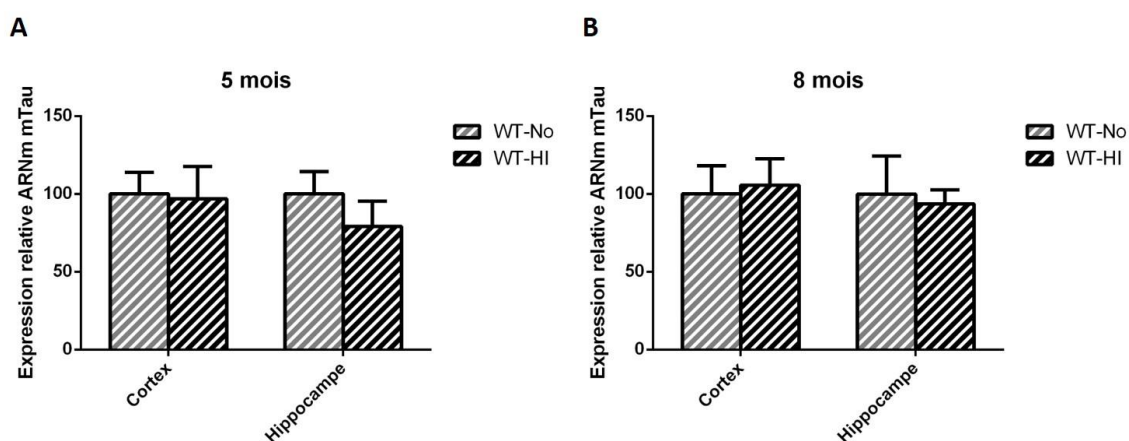 A
5 mois
Expression relative ARNm mTau
150
100
50
0
Cortex
Hippocampe
WT-No
WT-HI
B
8 mois
Expression relative ARNm mTau
150
100
50
0
Cortex
Hippocampe
WT-No
WT-HI